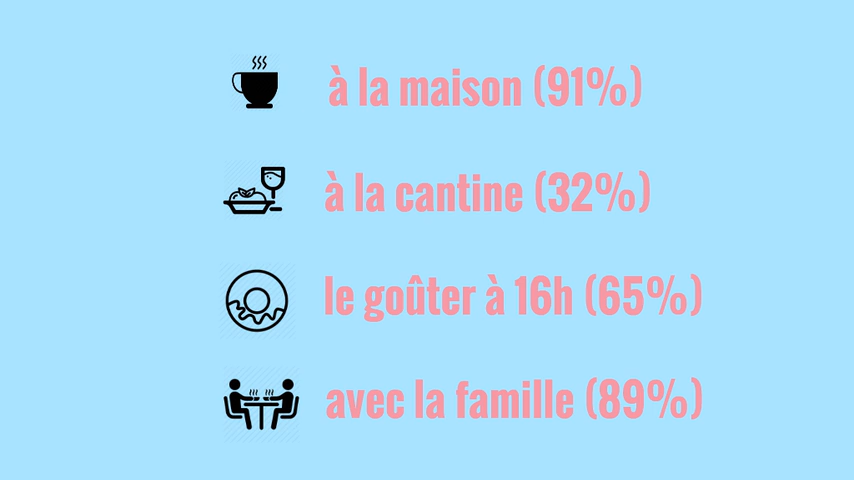 à la maison (91%)
à la cantine (32%)
le goûter à 16h (65%)
avec la famille (89%)